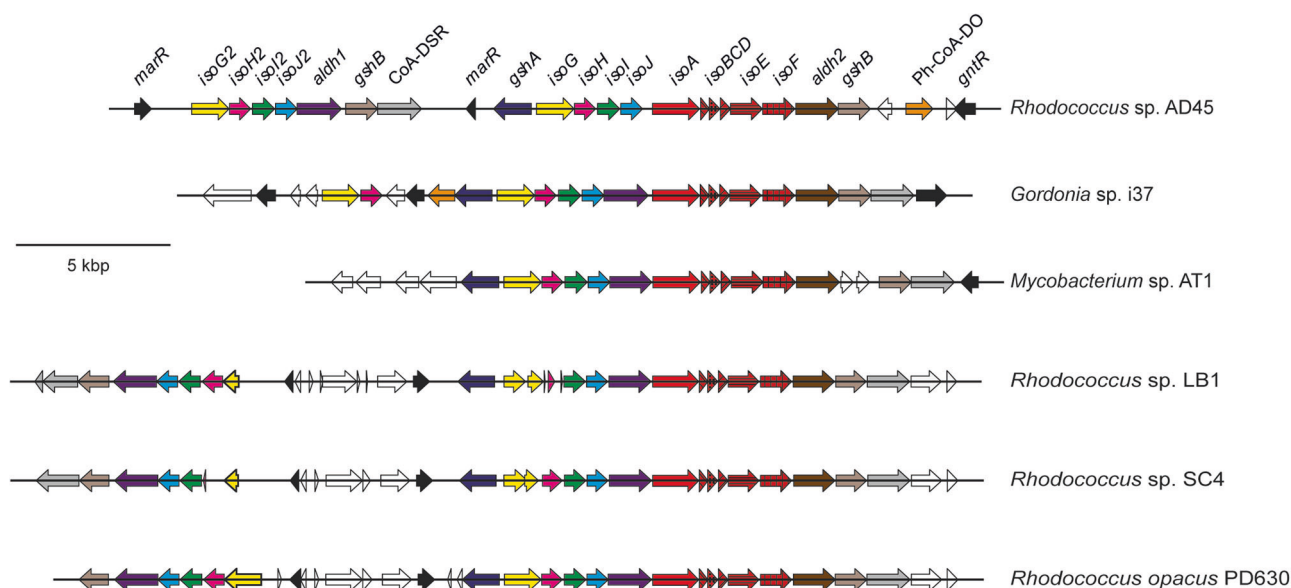 marR isoG2 isoH2 isoI2 isoJ2 aldh1 gshB CoA-DSR marR gshA isoG isoH isoI isoJ isoA isoBCD isoE isoF aldh2 gshB Ph-CoA-DO gntR
Rhodococcus sp. AD45
Gordonia sp. i37
5 kbp
Mycobacterium sp. AT1
Rhodococcus sp. LB1
Rhodococcus sp. SC4
Rhodococcus opacus PD630